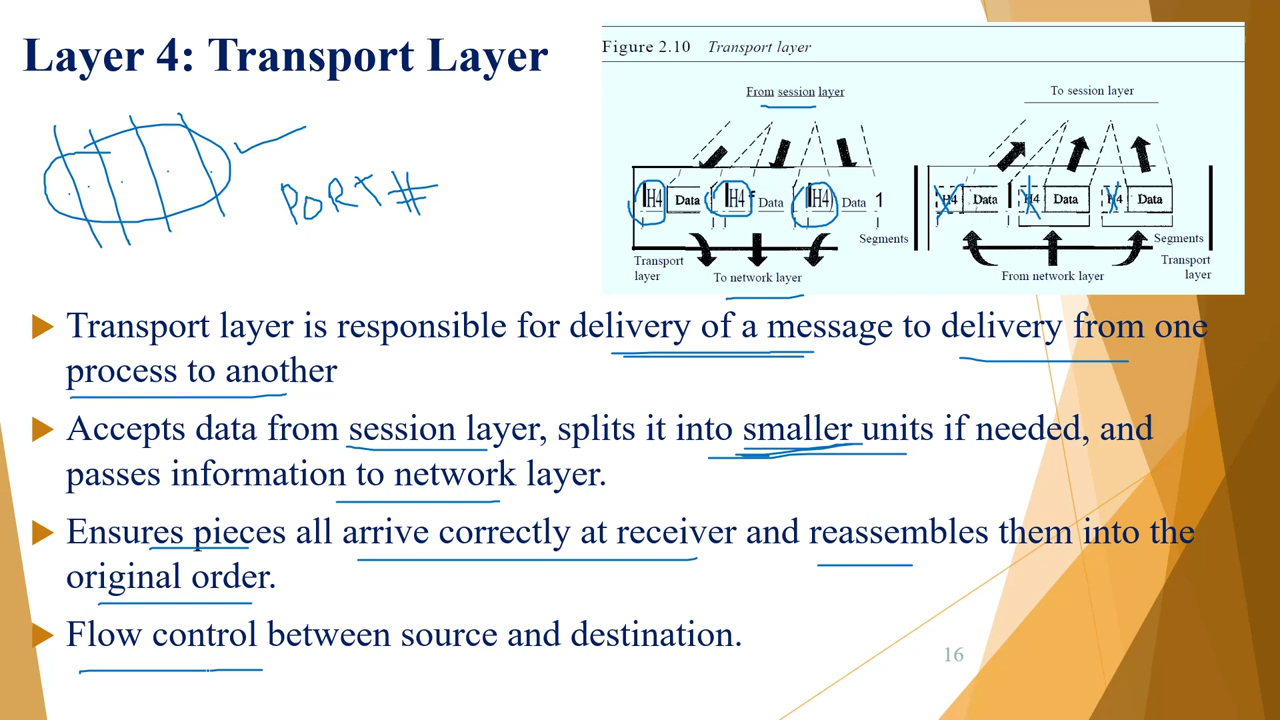 Layer 4: Transport Layer
PORT #
Figure 2.10 Transport layer
From session layer
To session layer
H4 Data H4 Data H4 Data 1
H4 Data H4 Data H4 Data
Segments
Segments
Transport layer
To network layer
From network layer
Transport layer
Transport layer is responsible for delivery of a message to delivery from one
process to another
Accepts data from session layer, splits it into smaller units if needed, and
passes information to network layer.
Ensures pieces all arrive correctly at receiver and reassembles them into the
original order.
Flow control between source and destination.
16